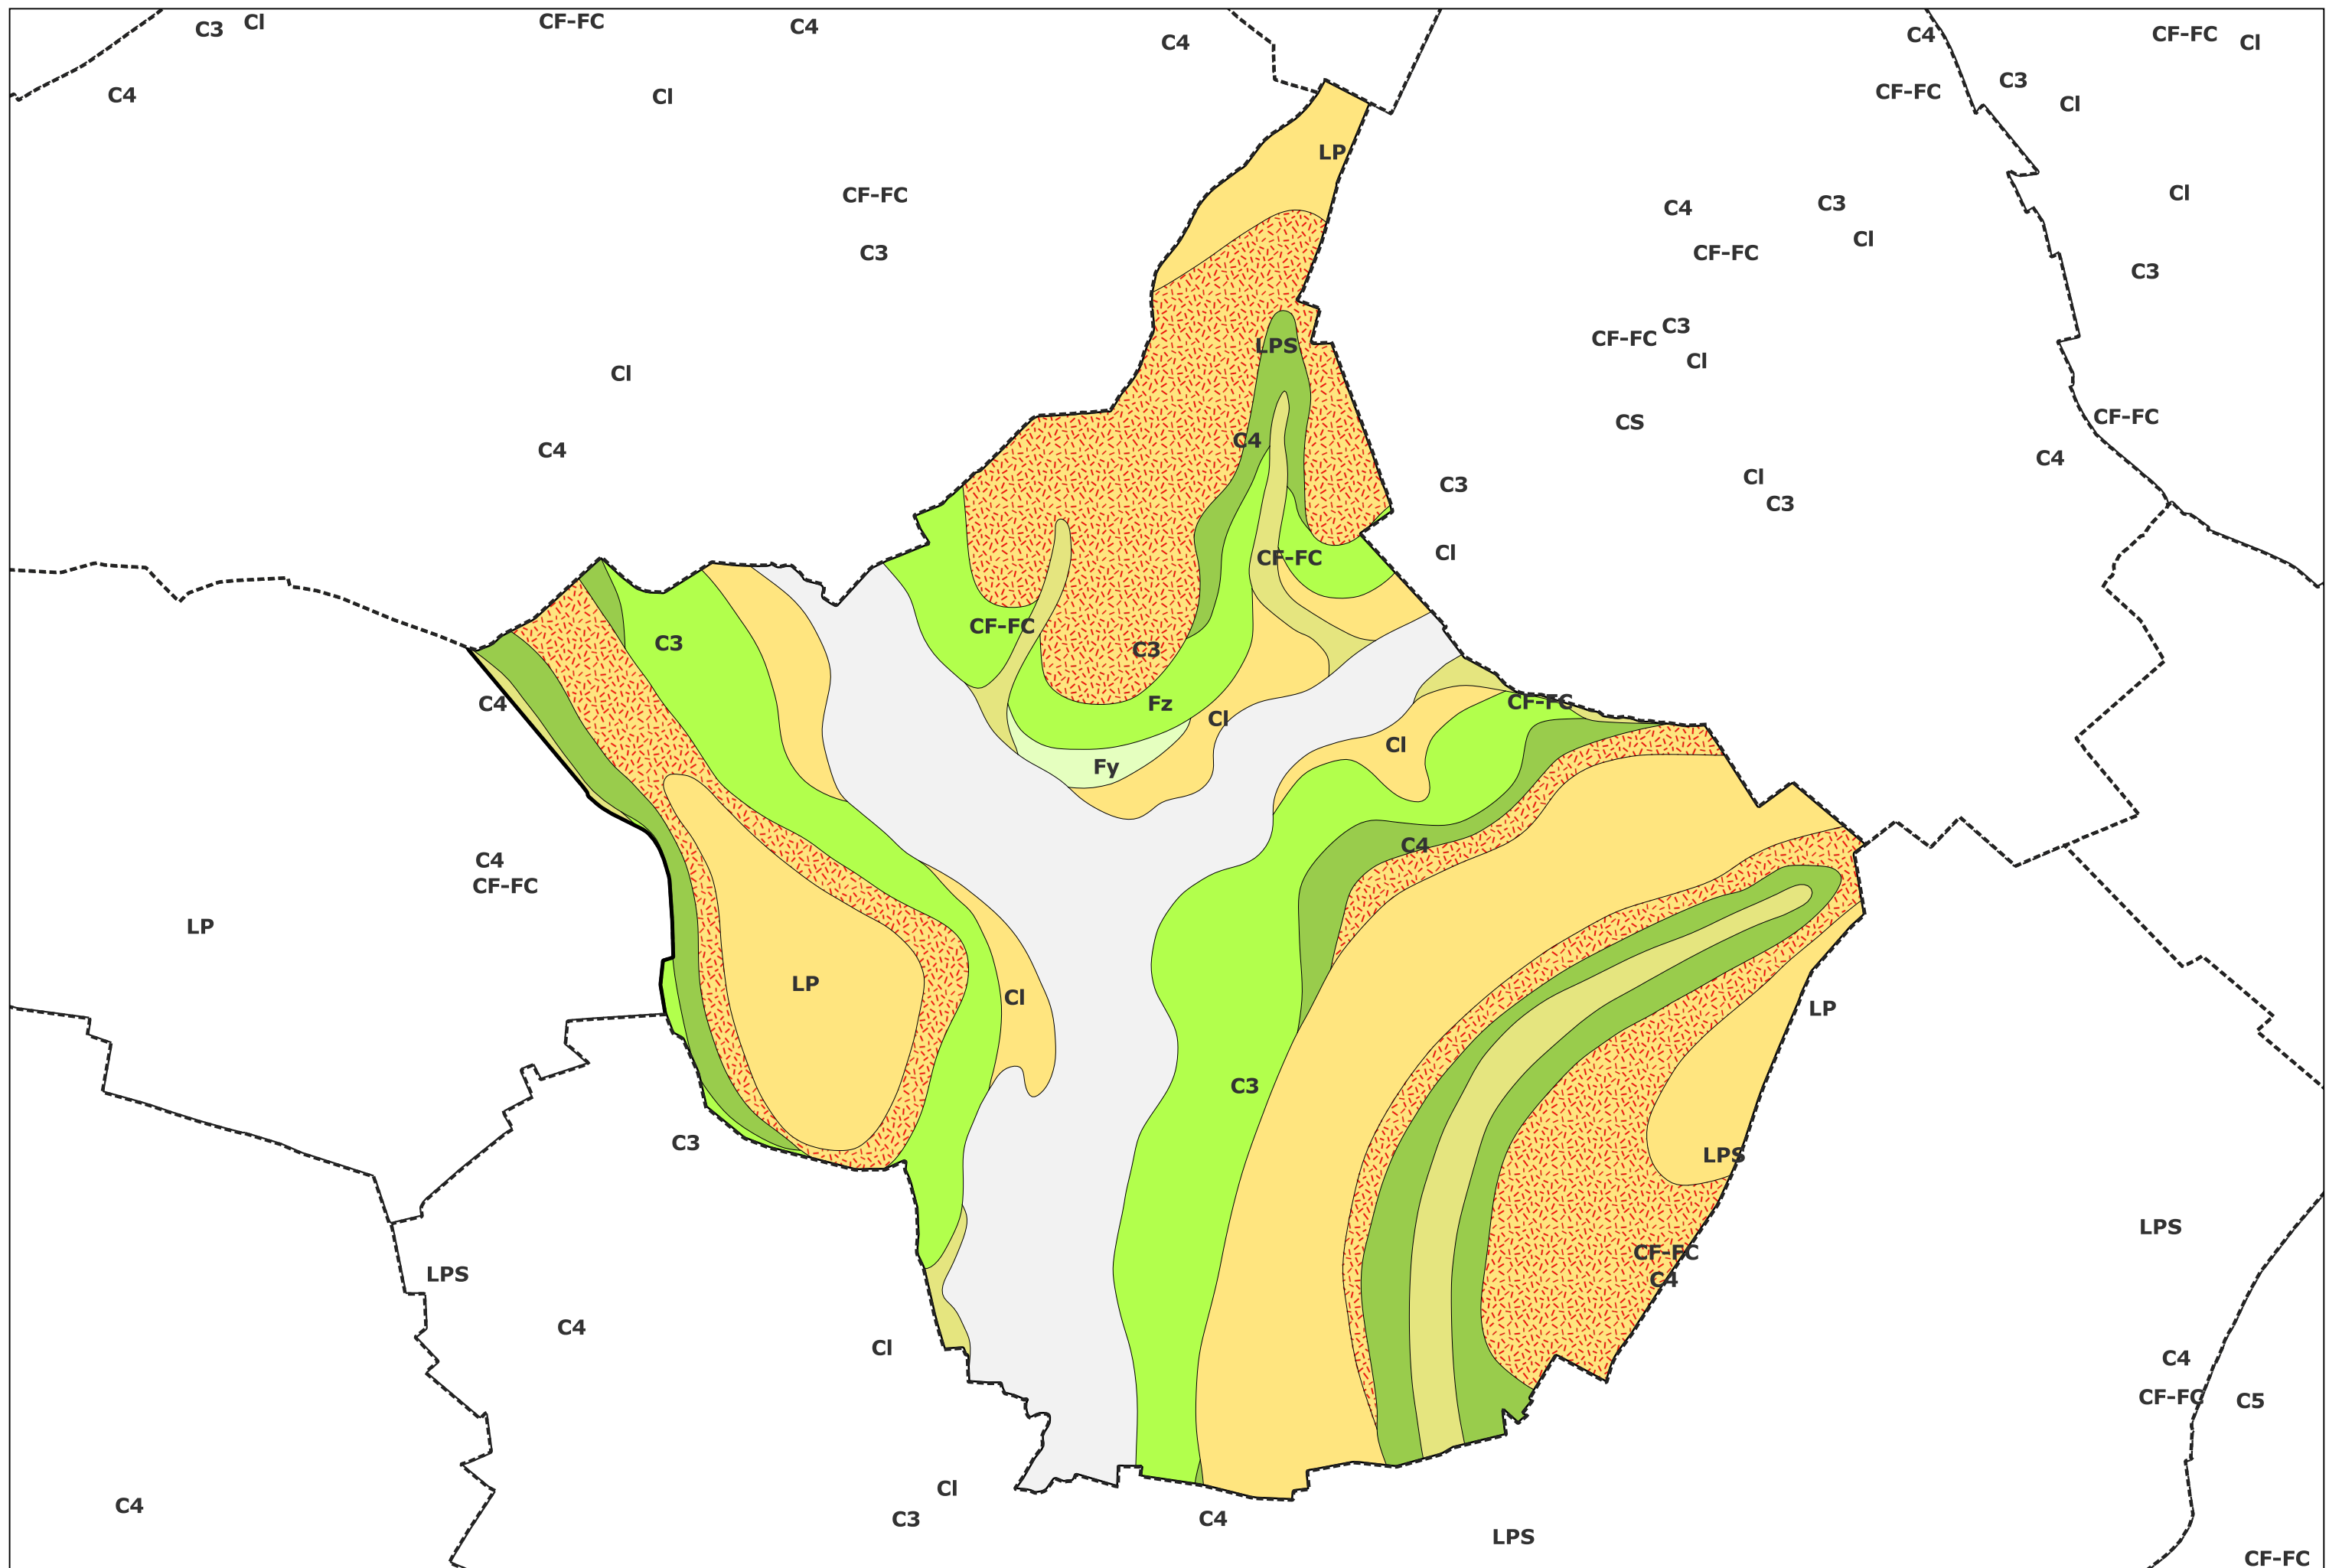 C3 Cl CF-FC C4 C4 C4 CF-FC Cl
C4 Cl CF-FC C3 Cl
LP
CF-FC C4 C3 Cl
C3 CF-FC Cl
C3
LPS CF-FC C3
Cl Cl
C4 C4 CS CF-FC
C4
C3 Cl C3
CF-FC Cl
CF-FC C3 C3
C4 Fz CF-FC
Cl Cl
Fy
C4 C4
CF-FC
LP
LP Cl LP
C3
C3 LPS
LPS
CF-FC
LPS C4
C4 Cl C4
CF-FC C5
C4 Cl
C3 C4 LPS
CF-FC